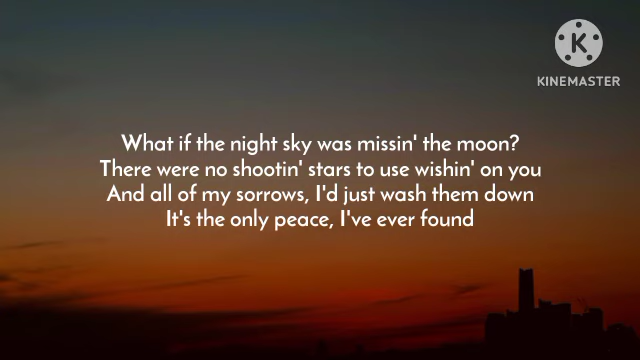 KINEMASTER
What if the night sky was missin' the moon?
There were no shootin' stars to use wishin' on you
And all of my sorrows, I'd just wash them down
It's the only peace, I've ever found